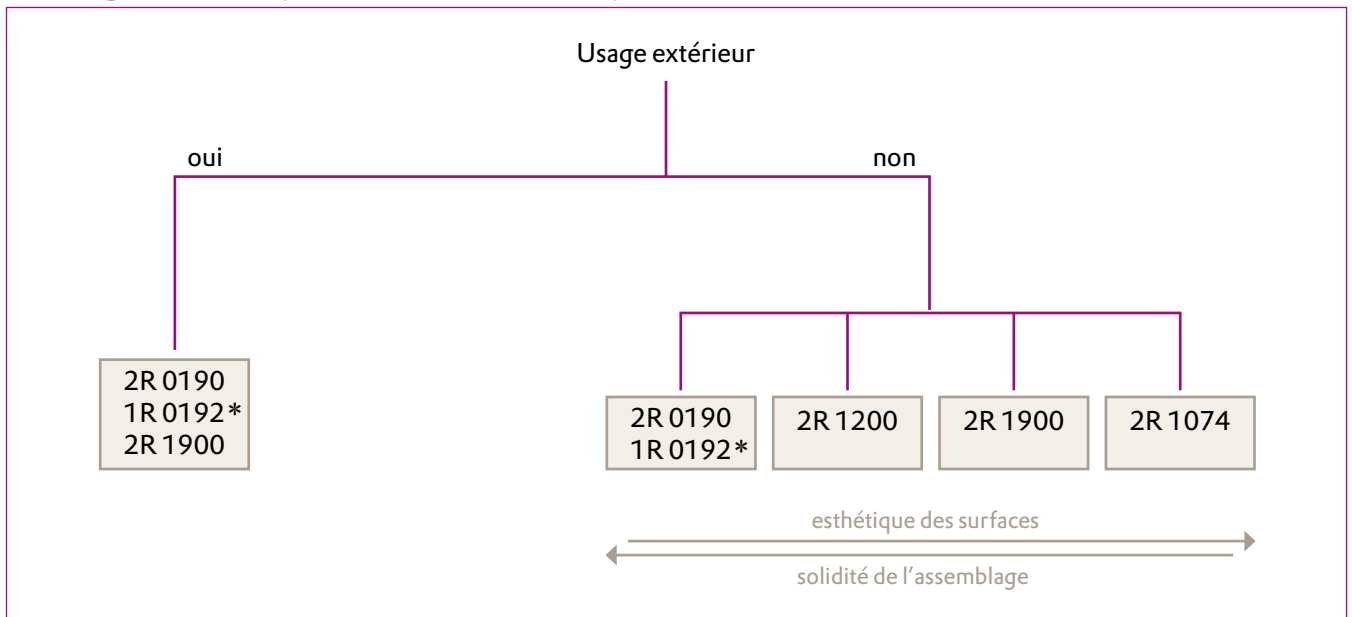 Usage extérieur
oui
non
2R 0190
1R 0192*
2R 1900
2R 0190
1R 0192*
2R 1200
2R 1900
2R 1074
esthétique des surfaces
solidité de l'assemblage